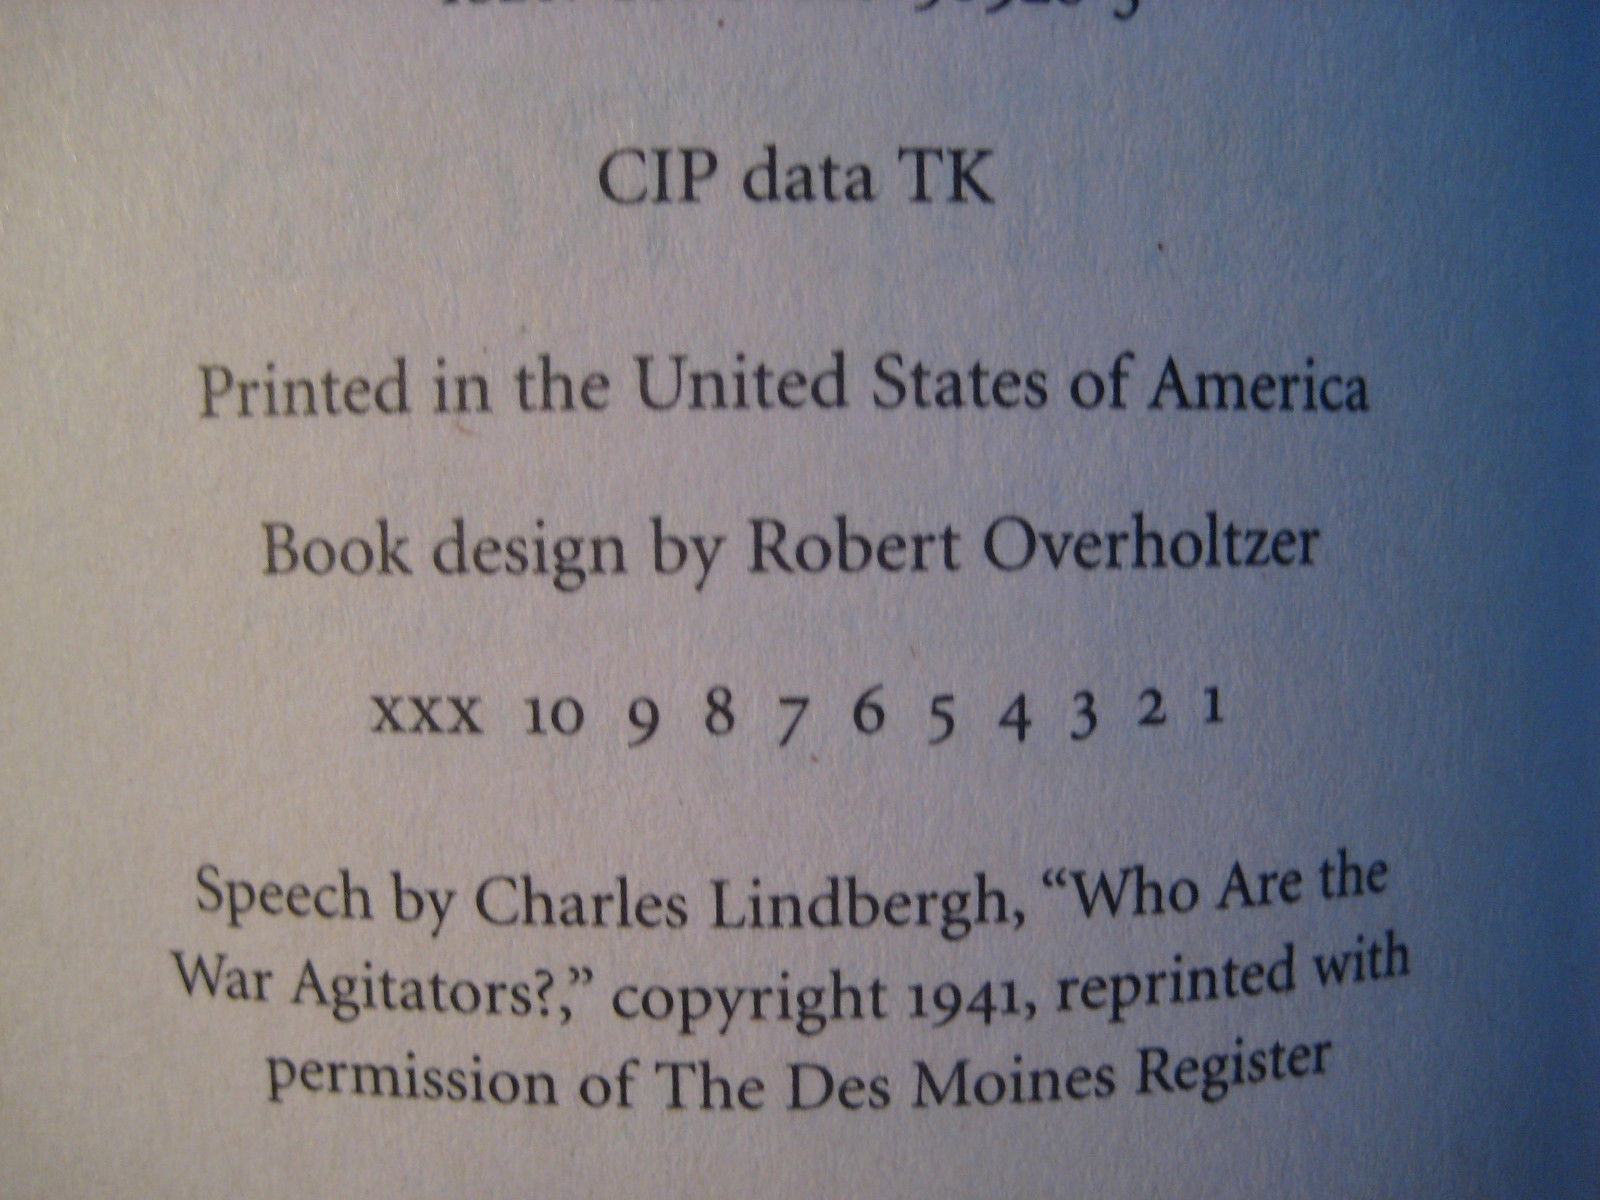 CIP data TK
Printed in the United States of America
Book design by Robert Overholtzer
XXX 10 9 8 7 6 5 4 3 2 1
Speech by Charles Lindbergh, “Who Are the
War Agitators?,” copyright 1941, reprinted with
permission of The Des Moines Register